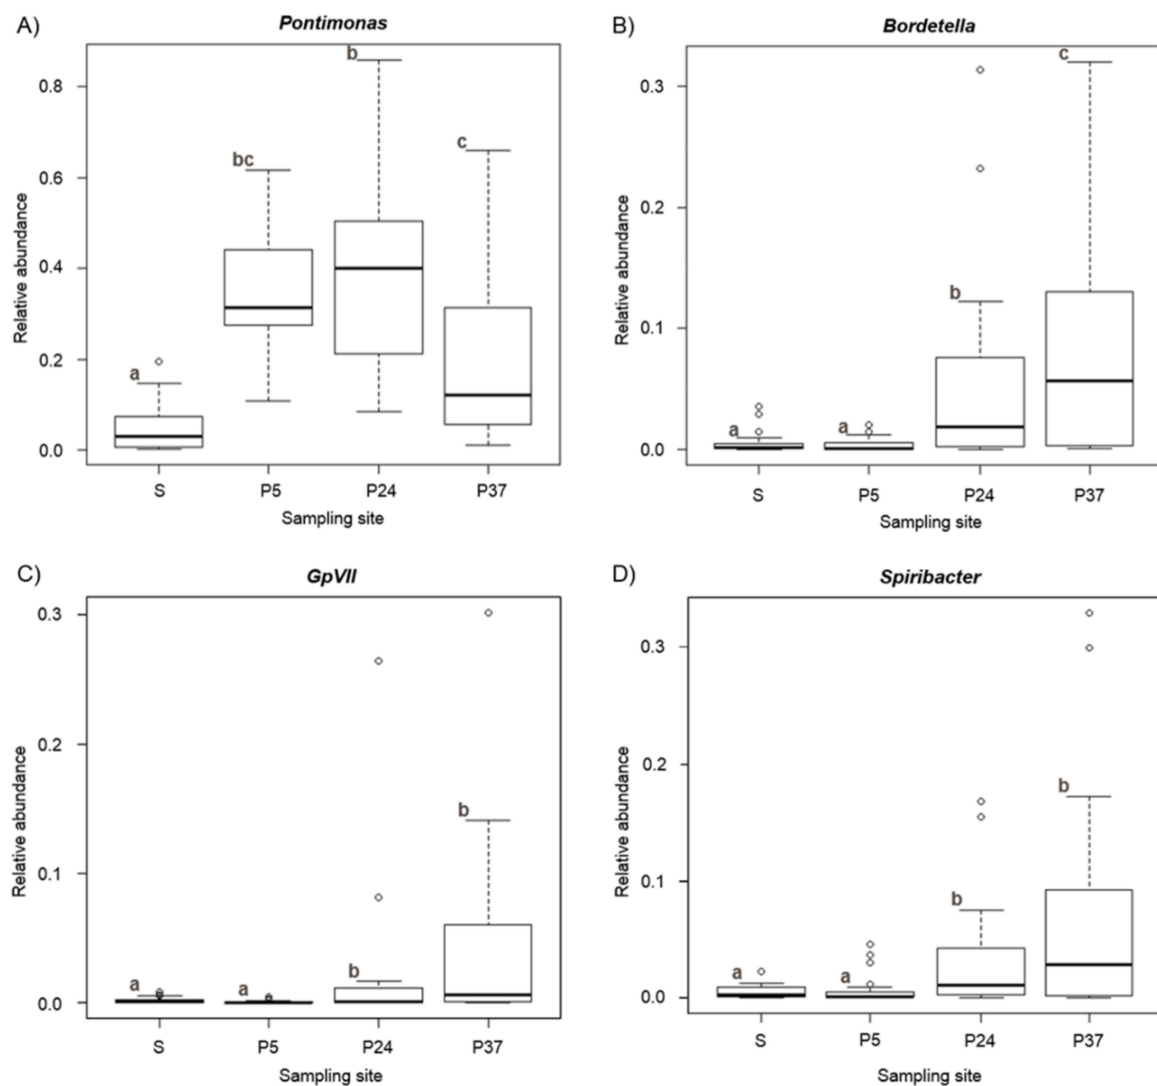 A)
Pontimonas
Relative abundance
0.8
0.6
0.4
0.2
0.0
a
bc
b
c
S P5 P24 P37
Sampling site
B)
Bordetella
Relative abundance
0.3
0.2
0.1
0.0
a
a
b
c
S P5 P24 P37
Sampling site
C)
GpVII
Relative abundance
0.3
0.2
0.1
0.0
a
a
b
b
S P5 P24 P37
Sampling site
D)
Spiribacter
Relative abundance
0.3
0.2
0.1
0.0
a
a
b
b
S P5 P24 P37
Sampling site